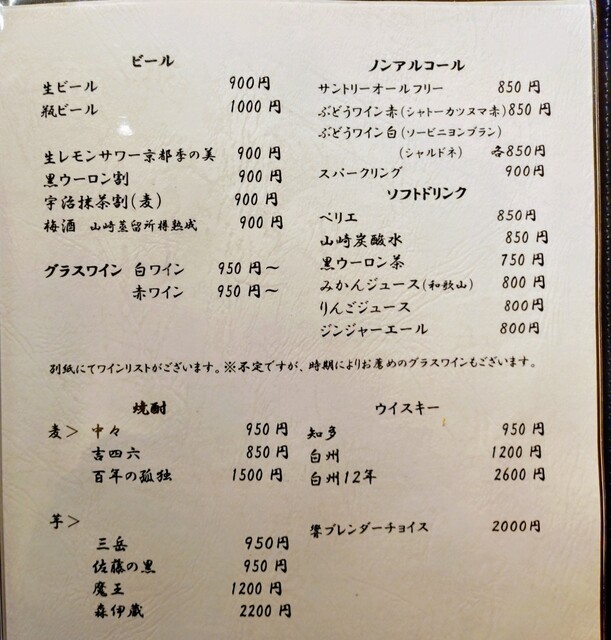 ビール
生ビール 900円
瓶ビール 1000円
生レモンサワー京都季の美 900円
黒ウーロン割 900円
宇治抹茶割(麦) 900円
梅酒 山崎蒸留所樽熟成 900円
グラスワイン 白ワイン 950円～
赤ワイン 950円～
ノンアルコール
サントリーオールフリー 850円
ぶどうワイン赤(シャトーカツヌマ赤)850円
ぶどうワイン白(ソービニヨンブラン)
(シャルドネ) 各850円
スパークリング 900円
ソフトドリンク
ペリエ 850円
山崎炭酸水 850円
黒ウーロン茶 750円
みかんジュース(和歌山) 800円
りんごジュース 800円
ジンジャーエール 800円
別紙にてワインリストがございます。※不定ですが、時期によりお薦めのグラスワインもございます。
焼酎
麦＞ 中々 950円
吉四六 850円
百年の孤独 1500円
芋＞
三岳 950円
佐藤の黒 950円
魔王 1200円
森伊蔵 2200円
ウイスキー
知多 950円
白州 1200円
白州12年 2600円
響ブレンダーチョイス 2000円